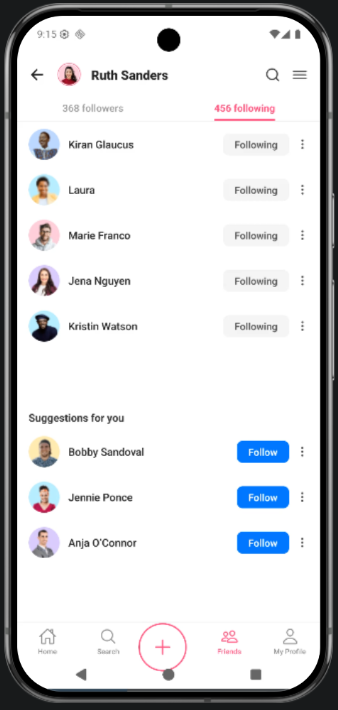 9:15
Ruth Sanders
368 followers 456 following
Kiran Glaucus Following
Laura Following
Marie Franco Following
Jena Nguyen Following
Kristin Watson Following
Suggestions for you
Bobby Sandoval Follow
Jennie Ponce Follow
Anja O'Connor Follow
Home Search Friends My Profile